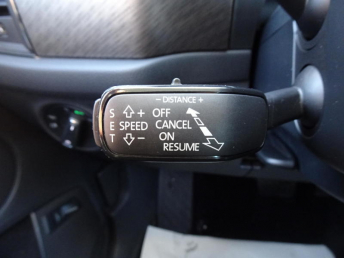 - DISTANCE +
S ⇧ + OFF
E SPEED CANCEL
T ⇩ - ON
RESUME